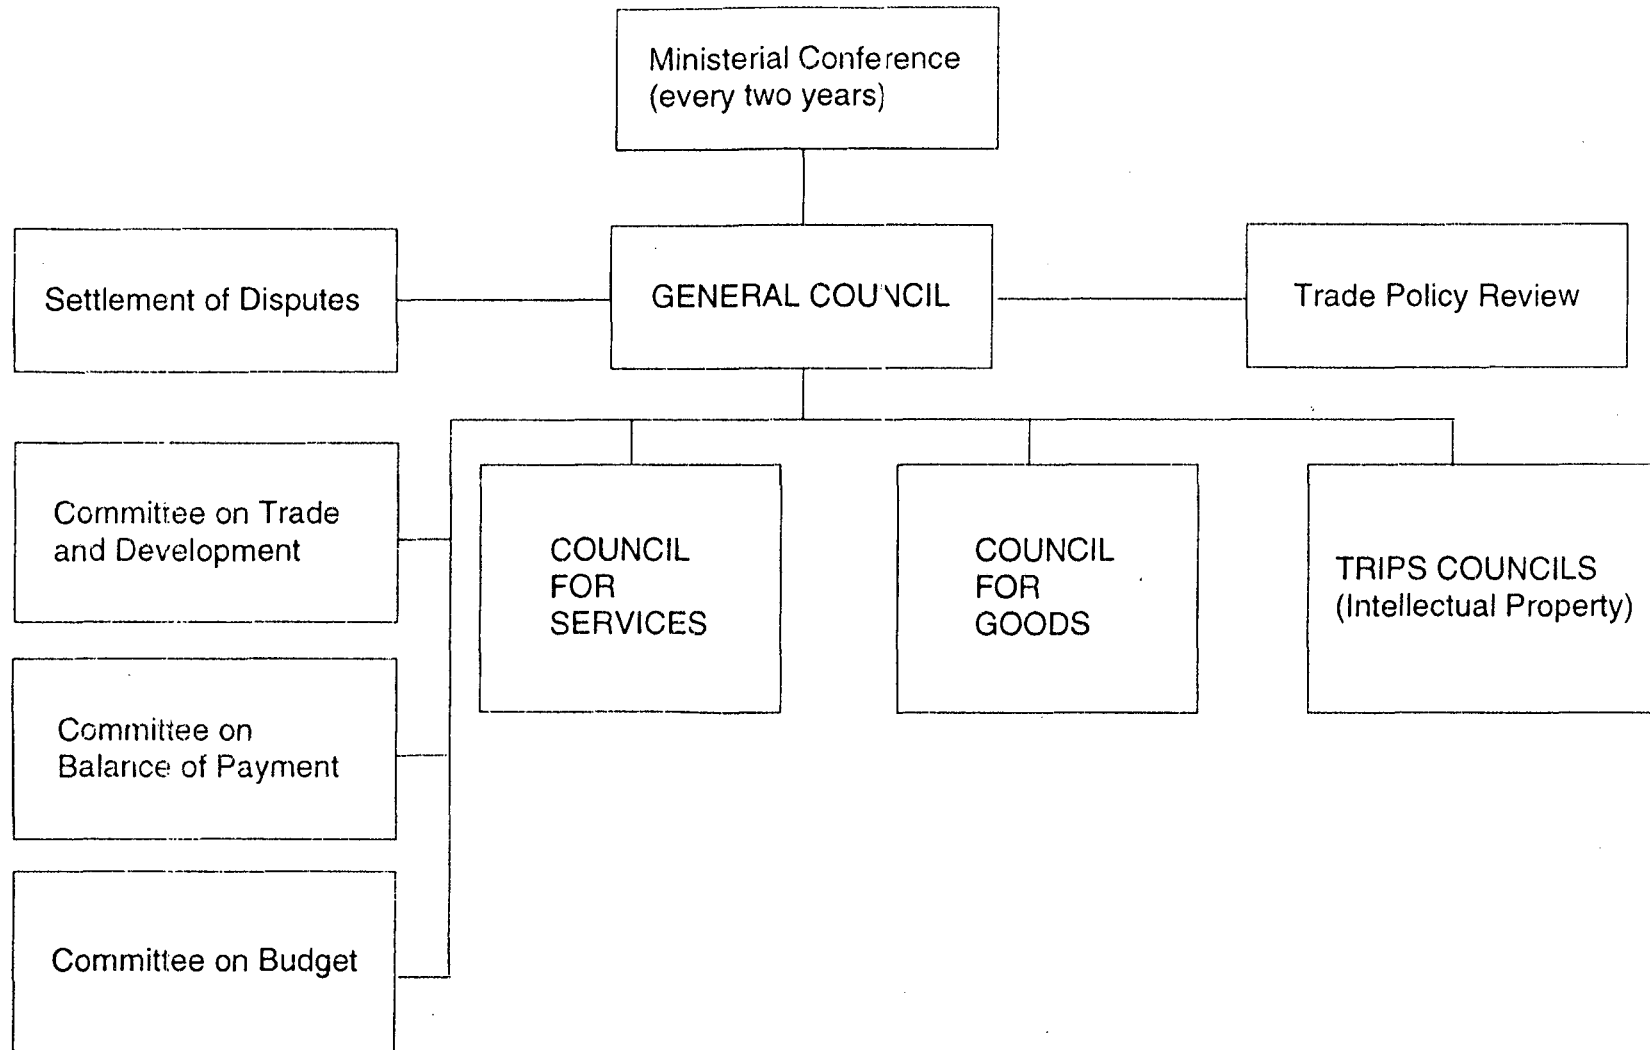 Ministerial Conference
(every two years)
Settlement of Disputes
GENERAL COUNCIL
Trade Policy Review
Committee on Trade
and Development
COUNCIL
FOR
SERVICES
COUNCIL
FOR
GOODS
TRIPS COUNCILS
(Intellectual Property)
Committee on
Balance of Payment
Committee on Budget